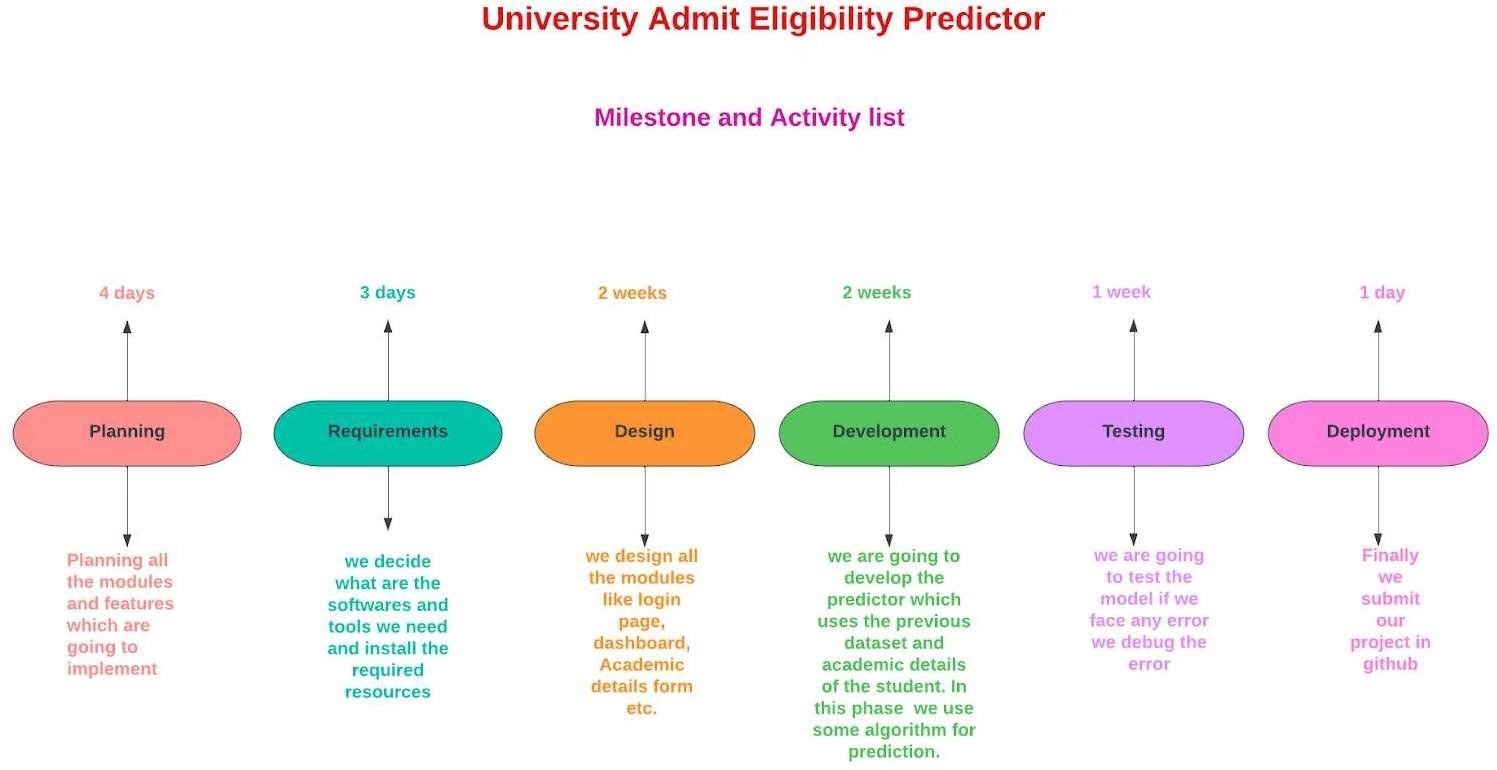 University Admit Eligibility Predictor
Milestone and Activity list
4 days
3 days
2 weeks
2 weeks
1 week
1 day
Planning
Requirements
Design
Development
Testing
Deployment
Planning all
the modules
and features
which are
going to
implement
we decide
what are the
softwares and
tools we need
and install the
required
resources
we design all
the modules
like login
page,
dashboard,
Academic
details form
etc.
we are going to
develop the
predictor which
uses the previous
dataset and
academic details
of the student. In
this phase  we use
some algorithm for
prediction.
we are going
to test the
model if we
face any error
we debug the
error
Finally
we
submit
our
project in
github